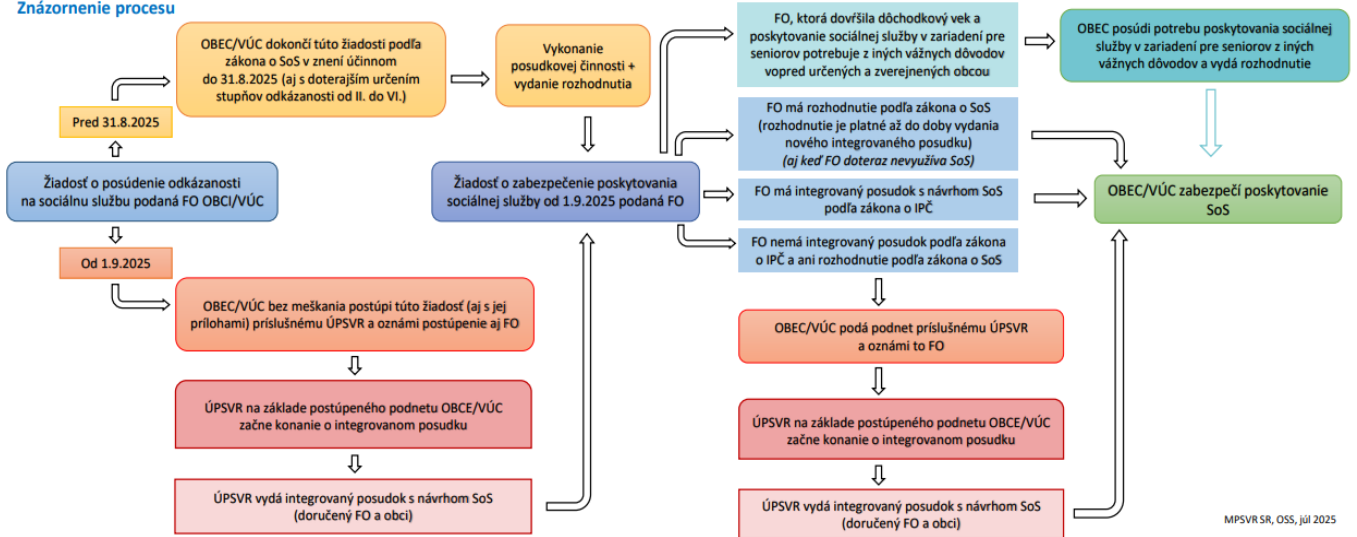 Znázornenie procesu
OBEC/VÚC dokončí túto žiadosti podľa
zákona o SoS v znení účinnom
do 31.8.2025 (aj s doterajším určením
stupňov odkázanosti od II. do VI.)
Vykonanie
posudkovej činnosti +
vydanie rozhodnutia
FO, ktorá dovŕšila dôchodkový vek a
poskytovanie sociálnej služby v zariadení pre
seniorov potrebuje z iných vážnych dôvodov
vopred určených a zverejnených obcou
OBEC posúdi potrebu poskytovania sociálnej
služby v zariadení pre seniorov z iných
vážnych dôvodov a vydá rozhodnutie
Pred 31.8.2025
FO má rozhodnutie podľa zákona o SoS
(rozhodnutie je platné až do doby vydania
nového integrovaného posudku)
(aj keď FO doteraz nevyužíva SoS)
Žiadosť o posúdenie odkázanosti
na sociálnu službu podaná FO OBCI/VÚC
Žiadosť o zabezpečenie poskytovania
sociálnej služby od 1.9.2025 podaná FO
FO má integrovaný posudok s návrhom SoS
podľa zákona o IPČ
OBEC/VÚC zabezpečí poskytovanie
SoS
Od 1.9.2025
FO nemá integrovaný posudok podľa zákona
o IPČ a ani rozhodnutie podľa zákona o SoS
OBEC/VÚC bez meškania postúpi túto žiadosť (aj s jej
prílohami) príslušnému ÚPSVR a oznámi postúpenie aj FO
OBEC/VÚC podá podnet príslušnému ÚPSVR
a oznámi to FO
ÚPSVR na základe postúpeného podnetu OBCE/VÚC
začne konanie o integrovanom posudku
ÚPSVR na základe postúpeného podnetu OBCE/VÚC
začne konanie o integrovanom posudku
ÚPSVR vydá integrovaný posudok s návrhom SoS
(doručený FO a obci)
ÚPSVR vydá integrovaný posudok s návrhom SoS
(doručený FO a obci)
MPSVR SR, OSS, júl 2025